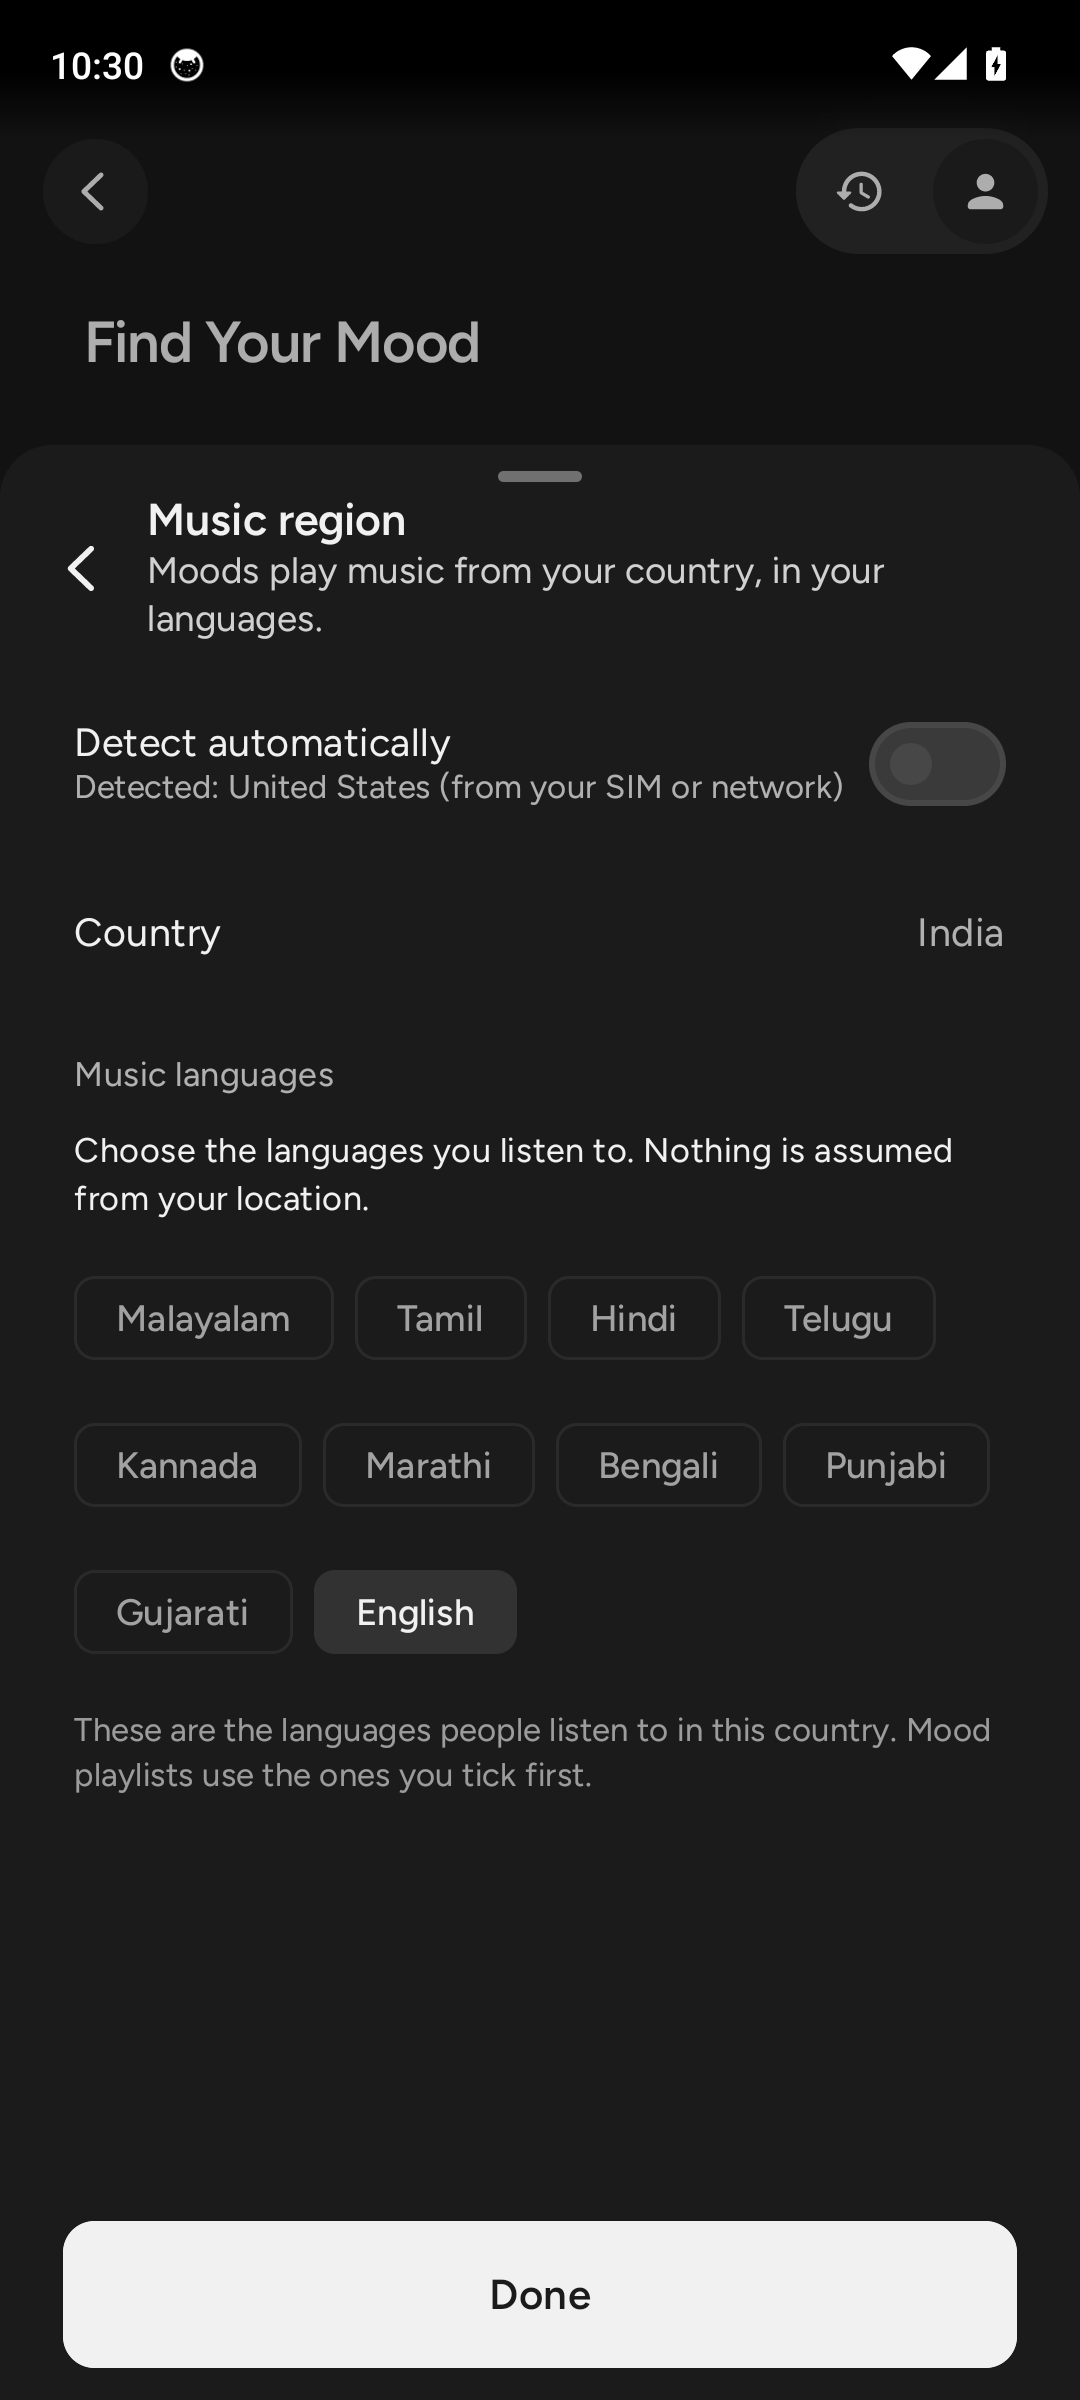 10:30
Find Your Mood
Music region
Moods play music from your country, in your
languages.
Detect automatically
Detected: United States (from your SIM or network)
Country India
Music languages
Choose the languages you listen to. Nothing is assumed
from your location.
Malayalam Tamil Hindi Telugu
Kannada Marathi Bengali Punjabi
Gujarati English
These are the languages people listen to in this country. Mood
playlists use the ones you tick first.
Done